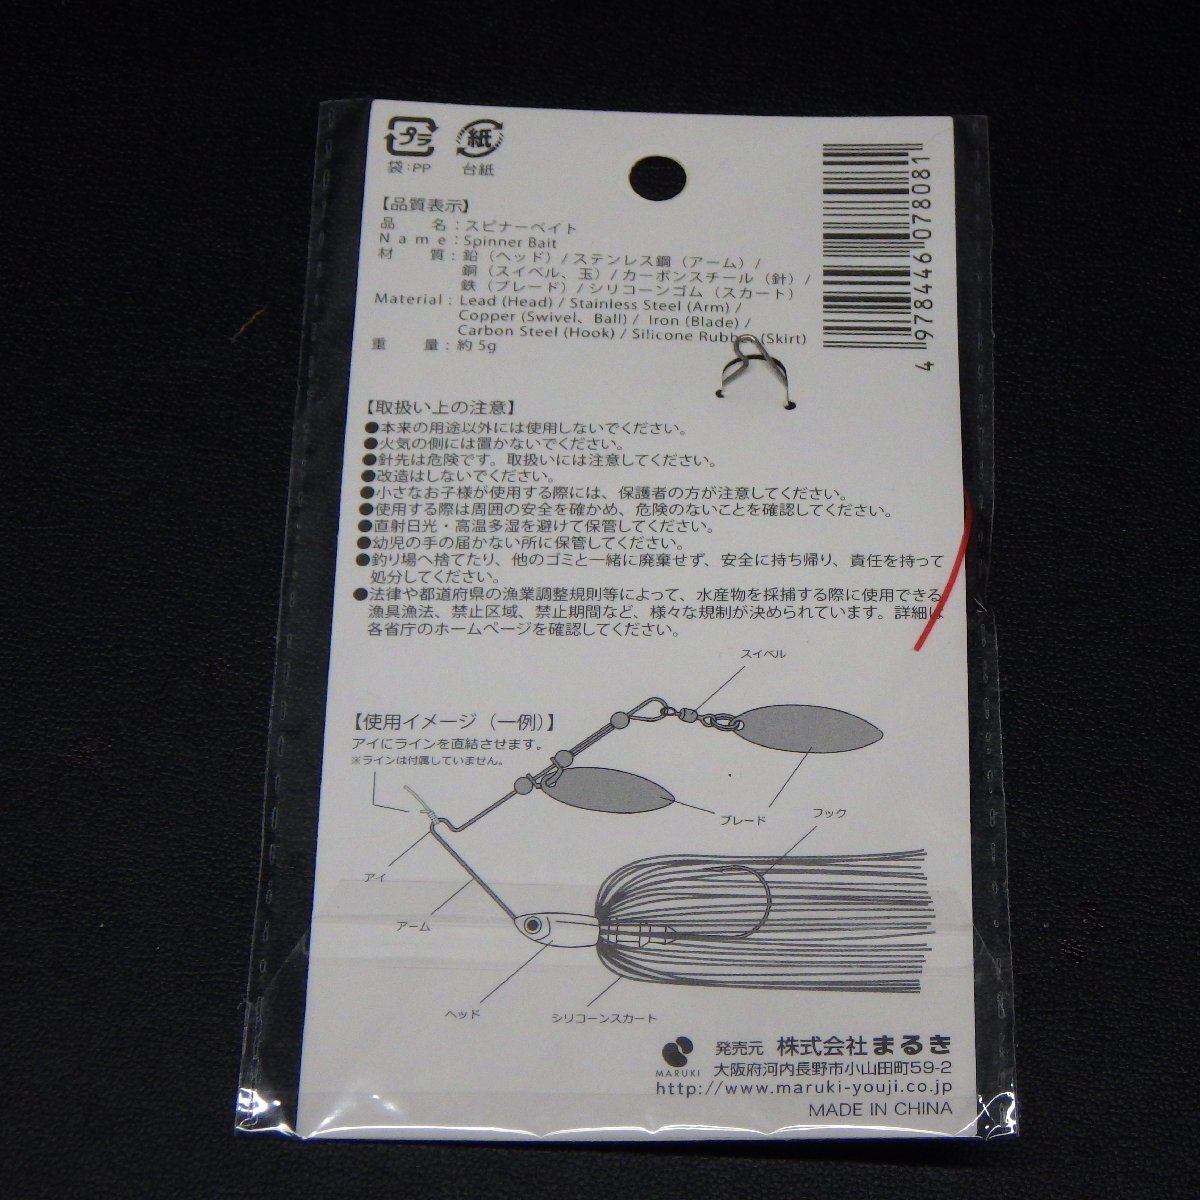 プラ
紙
袋：PP
台紙
【品質表示】
品　　名：スピナーベイト
Name：Spinner Bait
材　　質：鉛（ヘッド）/ ステンレス鋼（アーム）/
銅（スイベル、玉）/ カーボンスチール（針）/
鉄（ブレード）/ シリコーンゴム（スカート）
Material：Lead (Head) / Stainless Steel (Arm) /
Copper (Swivel、Ball) / Iron (Blade) /
Carbon Steel (Hook) / Silicone Rubber (Skirt)
重　　量：約 5g
4 978446 078081
【取扱い上の注意】
●本来の用途以外には使用しないでください。
●火気の側には置かないでください。
●針先は危険です。取扱いには注意してください。
●改造はしないでください。
●小さなお子様が使用する際には、保護者の方が注意してください。
●使用する際は周囲の安全を確かめ、危険のないことを確認してください。
●直射日光・高温多湿を避けて保管してください。
●幼児の手の届かない所に保管してください。
●釣り場へ捨てたり、他のゴミと一緒に廃棄せず、安全に持ち帰り、責任を持って
処分してください。
●法律や都道府県の漁業調整規則等によって、水産物を採捕する際に使用できる
漁具漁法、禁止区域、禁止期間など、様々な規制が決められています。詳細は
各省庁のホームページを確認してください。
スイベル
【使用イメージ（一例）】
アイにラインを直結させます。
※ラインは付属していません。
ブレード
フック
アイ
アーム
ヘッド
シリコーンスカート
MARUKI
発売元 株式会社 まるき
大阪府河内長野市小山田町59-2
http://www.maruki-youji.co.jp
MADE IN CHINA